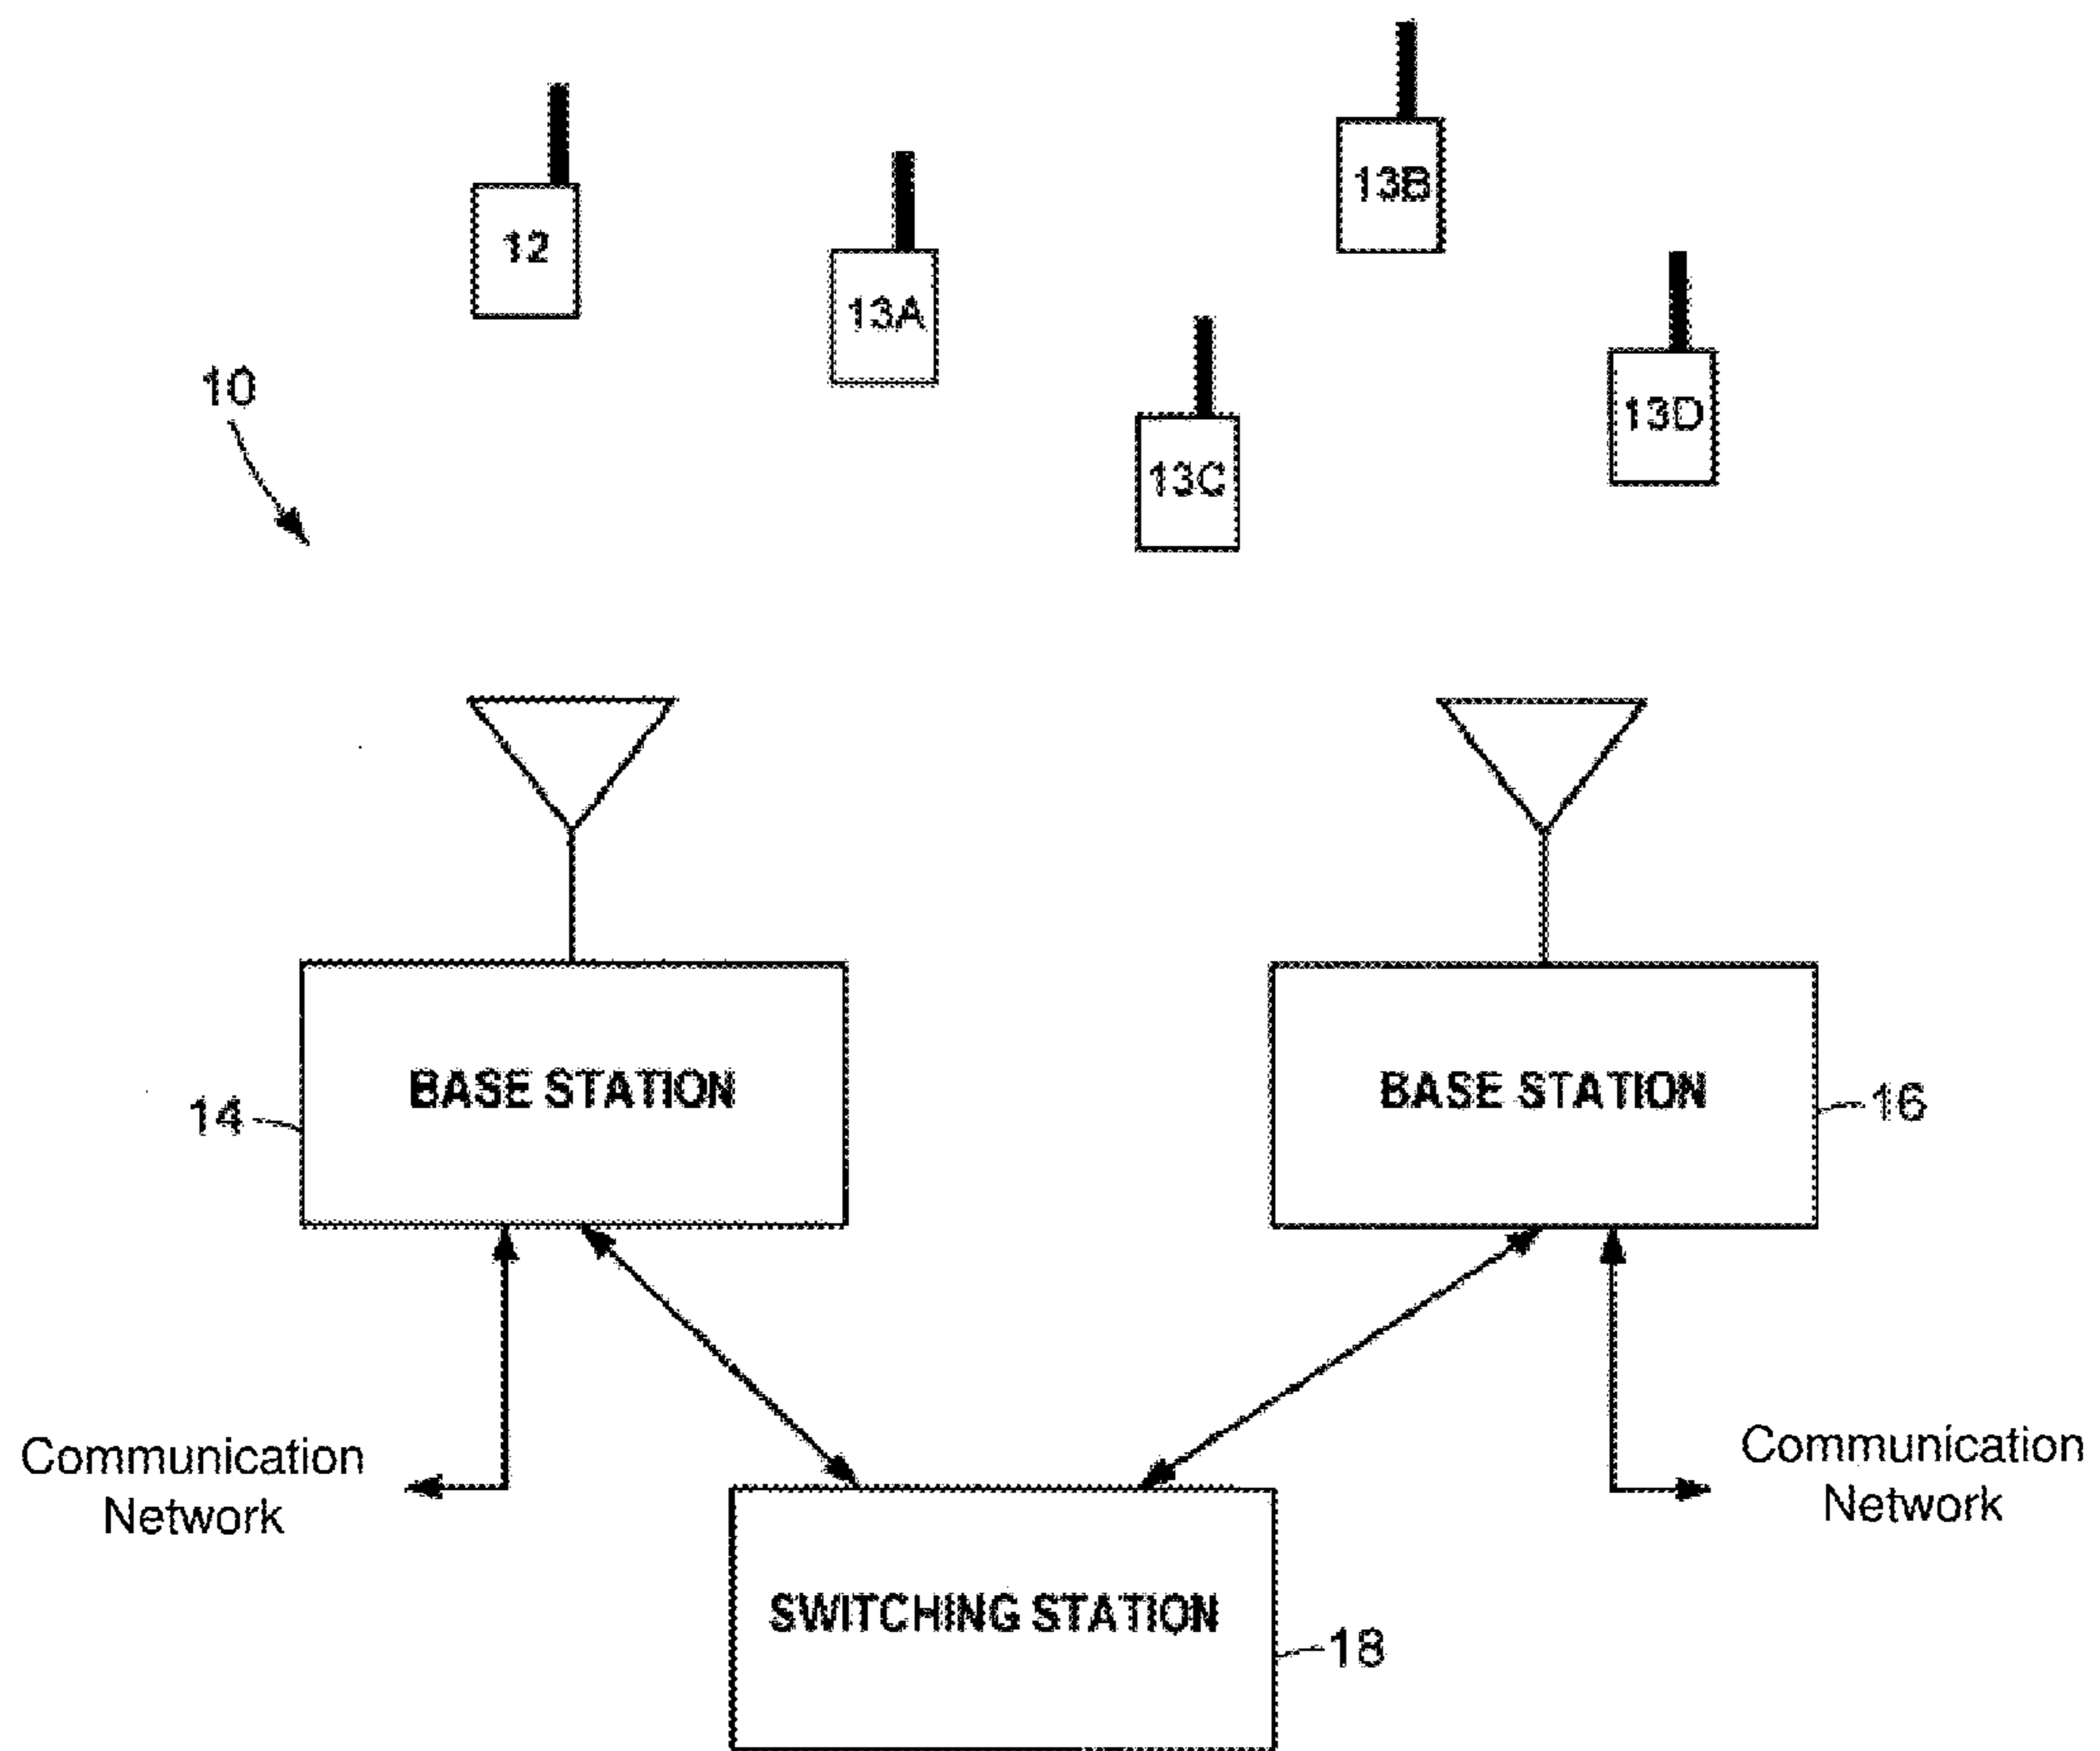 13B
12
13A
10
13D
13C
BASE STATION
BASE STATION
14
16
Communication
Network
Communication
Network
SWITCHING STATION
18